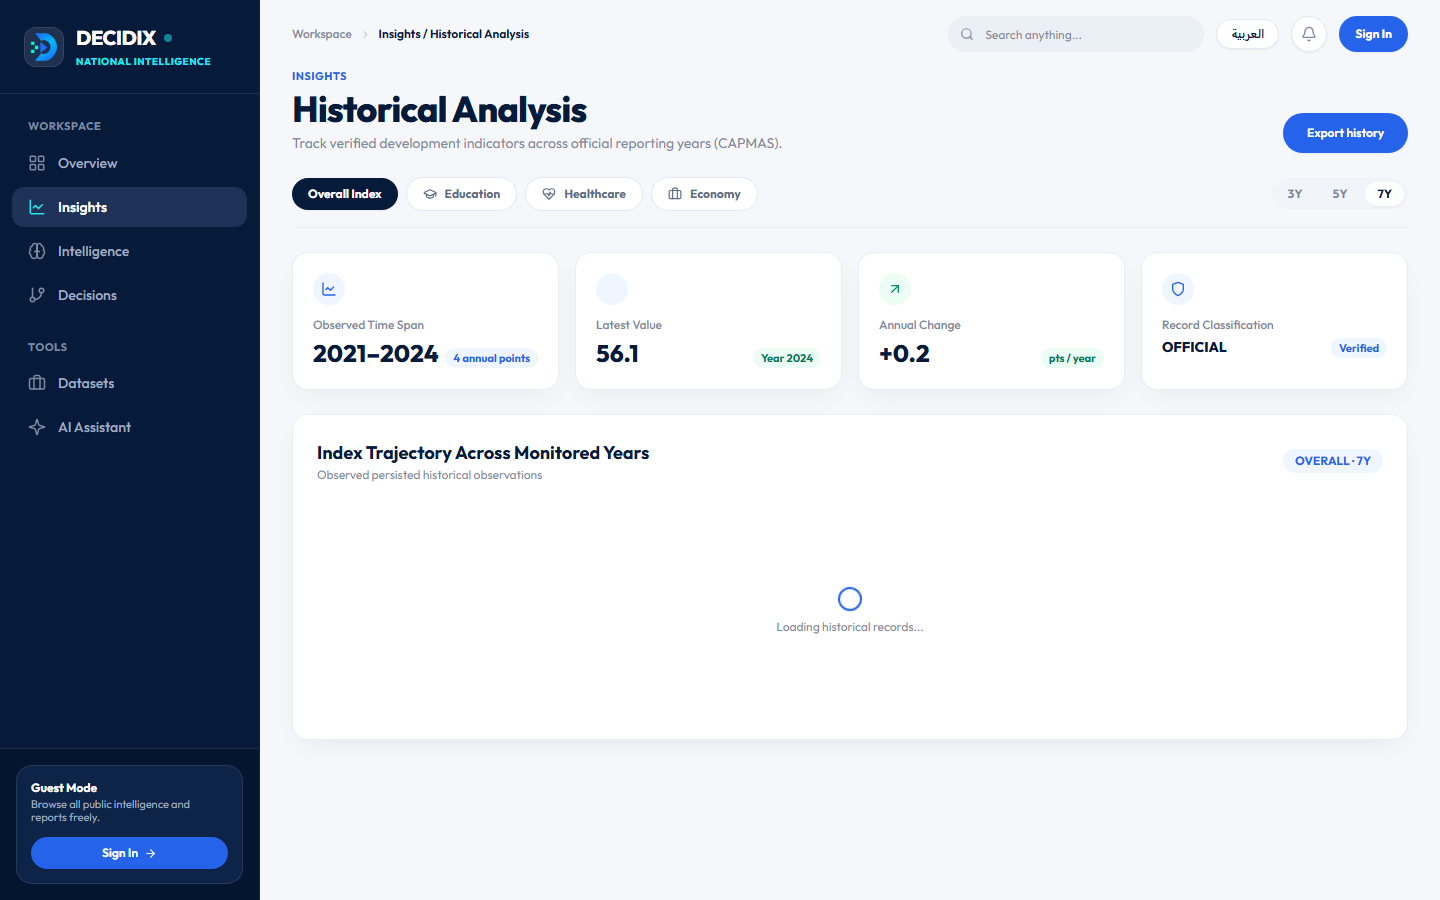 DECIDIX
NATIONAL INTELLIGENCE
WORKSPACE
Overview
Insights
Intelligence
Decisions
TOOLS
Datasets
AI Assistant
Guest Mode
Browse all public intelligence and
reports freely.
Sign In
Workspace
Insights / Historical Analysis
Search anything...
العربية
Sign In
INSIGHTS
Historical Analysis
Track verified development indicators across official reporting years (CAPMAS).
Export history
Overall Index
Education
Healthcare
Economy
3Y
5Y
7Y
Observed Time Span
2021–2024
4 annual points
Latest Value
56.1
Year 2024
Annual Change
+0.2
pts / year
Record Classification
OFFICIAL
Verified
Index Trajectory Across Monitored Years
Observed persisted historical observations
OVERALL · 7Y
Loading historical records...